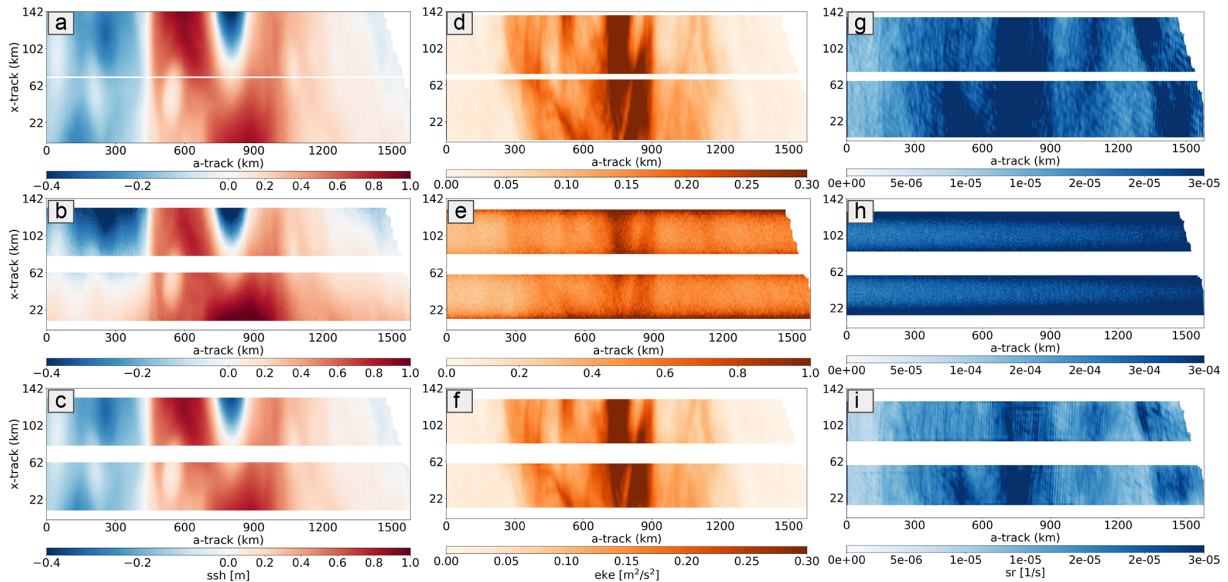 a
142
102
62
22
x-track (km)
0 300 600 900 1200 1500
a-track (km)
−0.4 −0.2 0.0 0.2 0.4 0.6 0.8 1.0
d
142
102
62
22
0 300 600 900 1200 1500
a-track (km)
0.00 0.05 0.10 0.15 0.20 0.25 0.30
g
142
102
62
22
0 300 600 900 1200 1500
a-track (km)
0e+00 5e-06 1e-05 1e-05 2e-05 2e-05 3e-05
b
142
102
62
22
x-track (km)
0 300 600 900 1200 1500
a-track (km)
−0.4 −0.2 0.0 0.2 0.4 0.6 0.8 1.0
e
142
102
62
22
0 300 600 900 1200 1500
a-track (km)
0.0 0.2 0.4 0.6 0.8 1.0
h
142
102
62
22
0 300 600 900 1200 1500
a-track (km)
0e+00 5e-05 1e-04 1e-04 2e-04 2e-04 3e-04
c
142
102
62
22
x-track (km)
0 300 600 900 1200 1500
a-track (km)
−0.4 −0.2 0.0 0.2 0.4 0.6 0.8 1.0
ssh [m]
f
142
102
62
22
0 300 600 900 1200 1500
a-track (km)
0.00 0.05 0.10 0.15 0.20 0.25 0.30
eke [m²/s²]
i
142
102
62
22
0 300 600 900 1200 1500
a-track (km)
0e+00 5e-06 1e-05 1e-05 2e-05 2e-05 3e-05
sr [1/s]